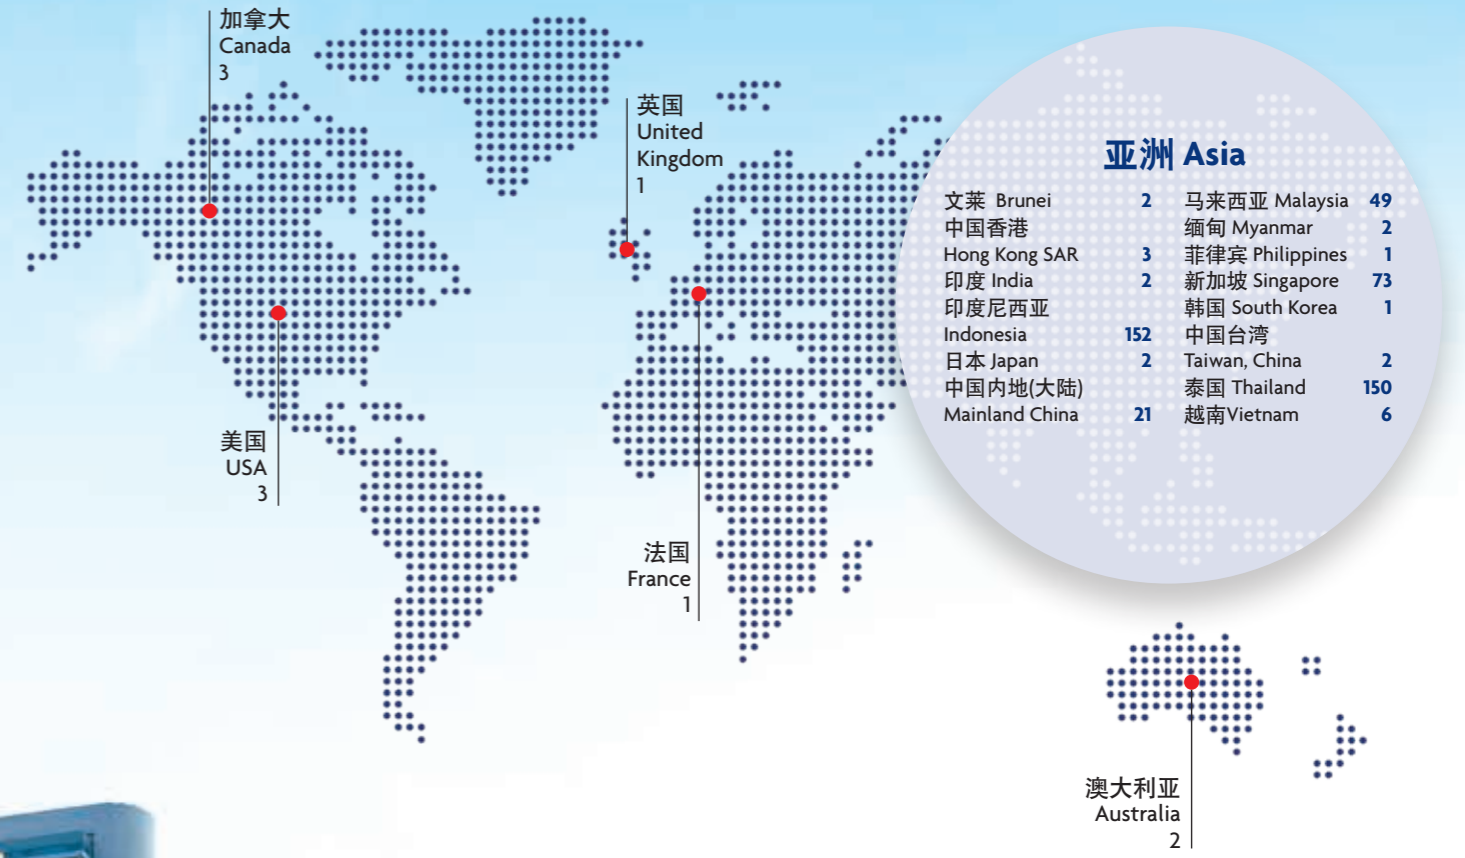 加拿大
Canada
3
英国
United
Kingdom
1
美国
USA
3
法国
France
1
亚洲 Asia
文莱 Brunei 2
中国香港
Hong Kong SAR 3
印度 India 2
印度尼西亚
Indonesia 152
日本 Japan 2
中国内地(大陆)
Mainland China 21
马来西亚 Malaysia 49
缅甸 Myanmar 2
菲律宾 Philippines 1
新加坡 Singapore 73
韩国 South Korea 1
中国台湾
Taiwan, China 2
泰国 Thailand 150
越南Vietnam 6
澳大利亚
Australia
2